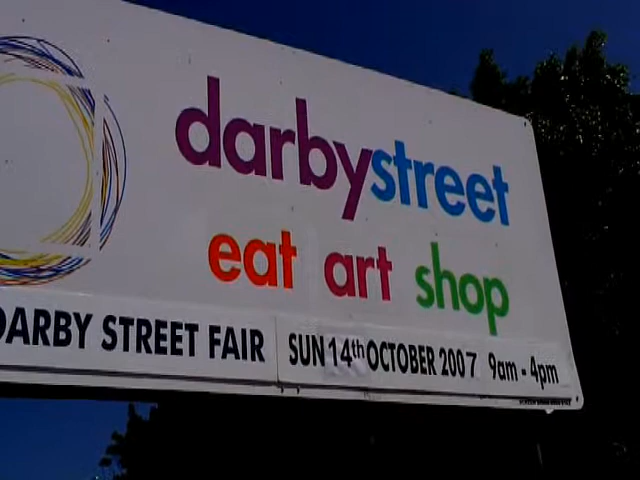 darbystreet
eat art shop
DARBY STREET FAIR SUN 14th OCTOBER 2007 9am - 4pm